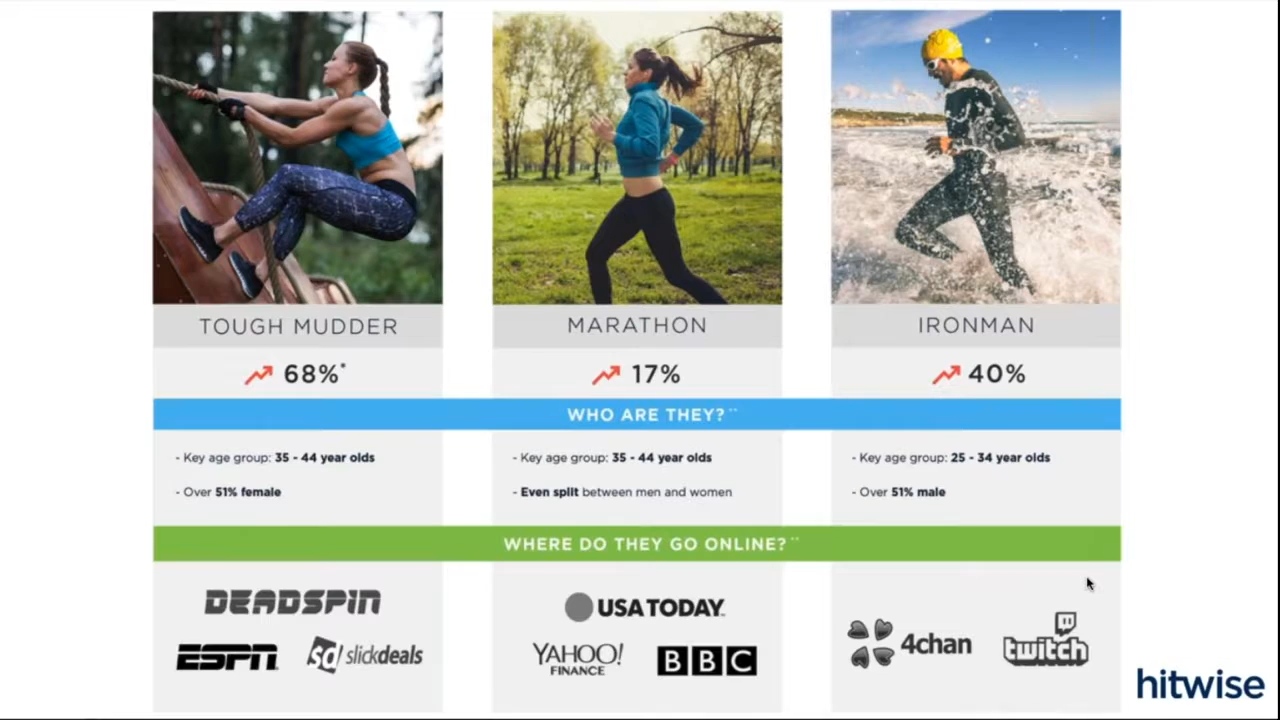 TOUGH MUDDER
68%*
MARATHON
17%
IRONMAN
40%
WHO ARE THEY?**
- Key age group: 35 - 44 year olds
- Over 51% female
- Key age group: 35 - 44 year olds
- Even split between men and women
- Key age group: 25 - 34 year olds
- Over 51% male
WHERE DO THEY GO ONLINE?**
DEADSPIN
ESPN
sd slickdeals
USA TODAY
YAHOO!
FINANCE
BBC
4chan
twitch
hitwise